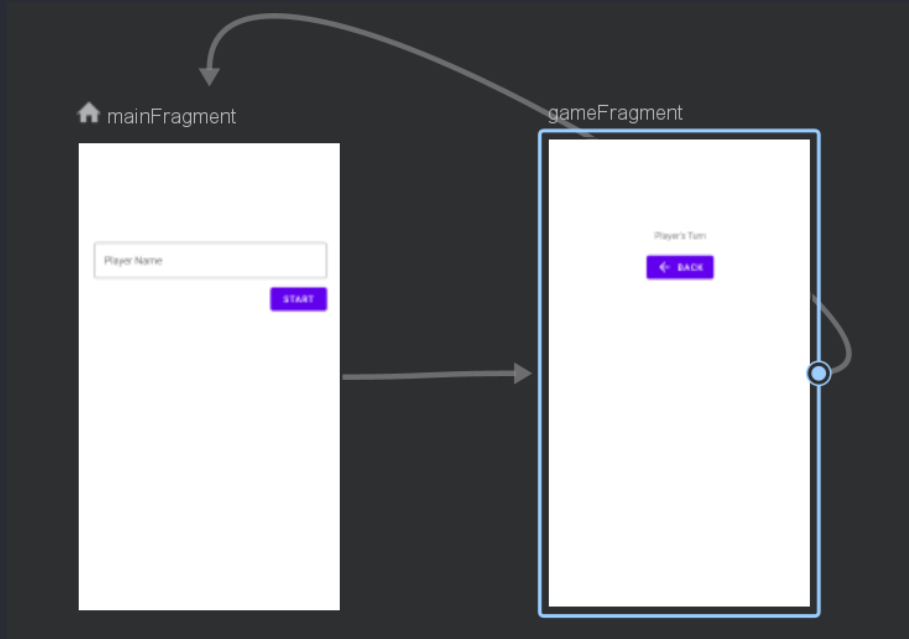 mainFragment
Player Name
START
gameFragment
Player's Turn
BACK